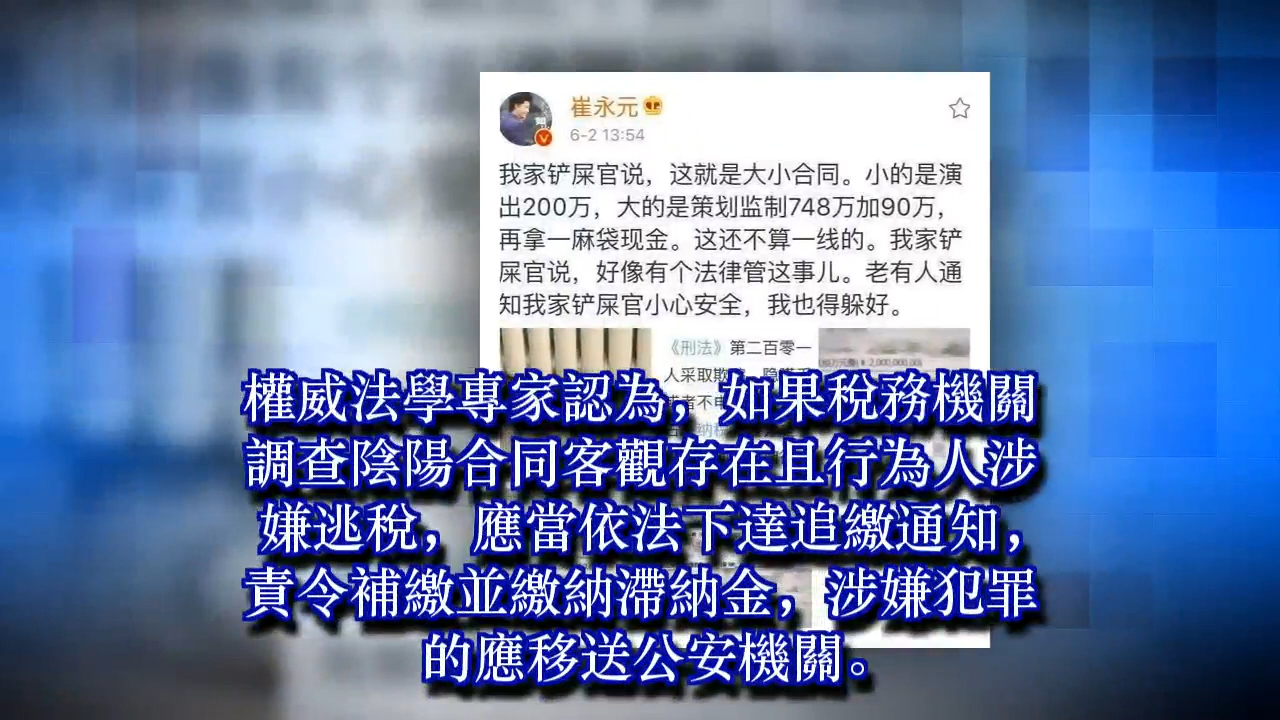 崔永元
6-2 13:54
我家铲屎官说，这就是大小合同。小的是演
出200万，大的是策划监制748万加90万，
再拿一麻袋现金。这还不算一线的。我家铲
屎官说，好像有个法律管这事儿。老有人通
知我家铲屎官小心安全，我也得躲好。
《刑法》第二百零一
人采取欺
權威法學專家認為，如果稅務機關
調查陰陽合同客觀存在且行為人涉
嫌逃稅，應當依法下達追繳通知，
責令補繳並繳納滯納金，涉嫌犯罪
的應移送公安機關。